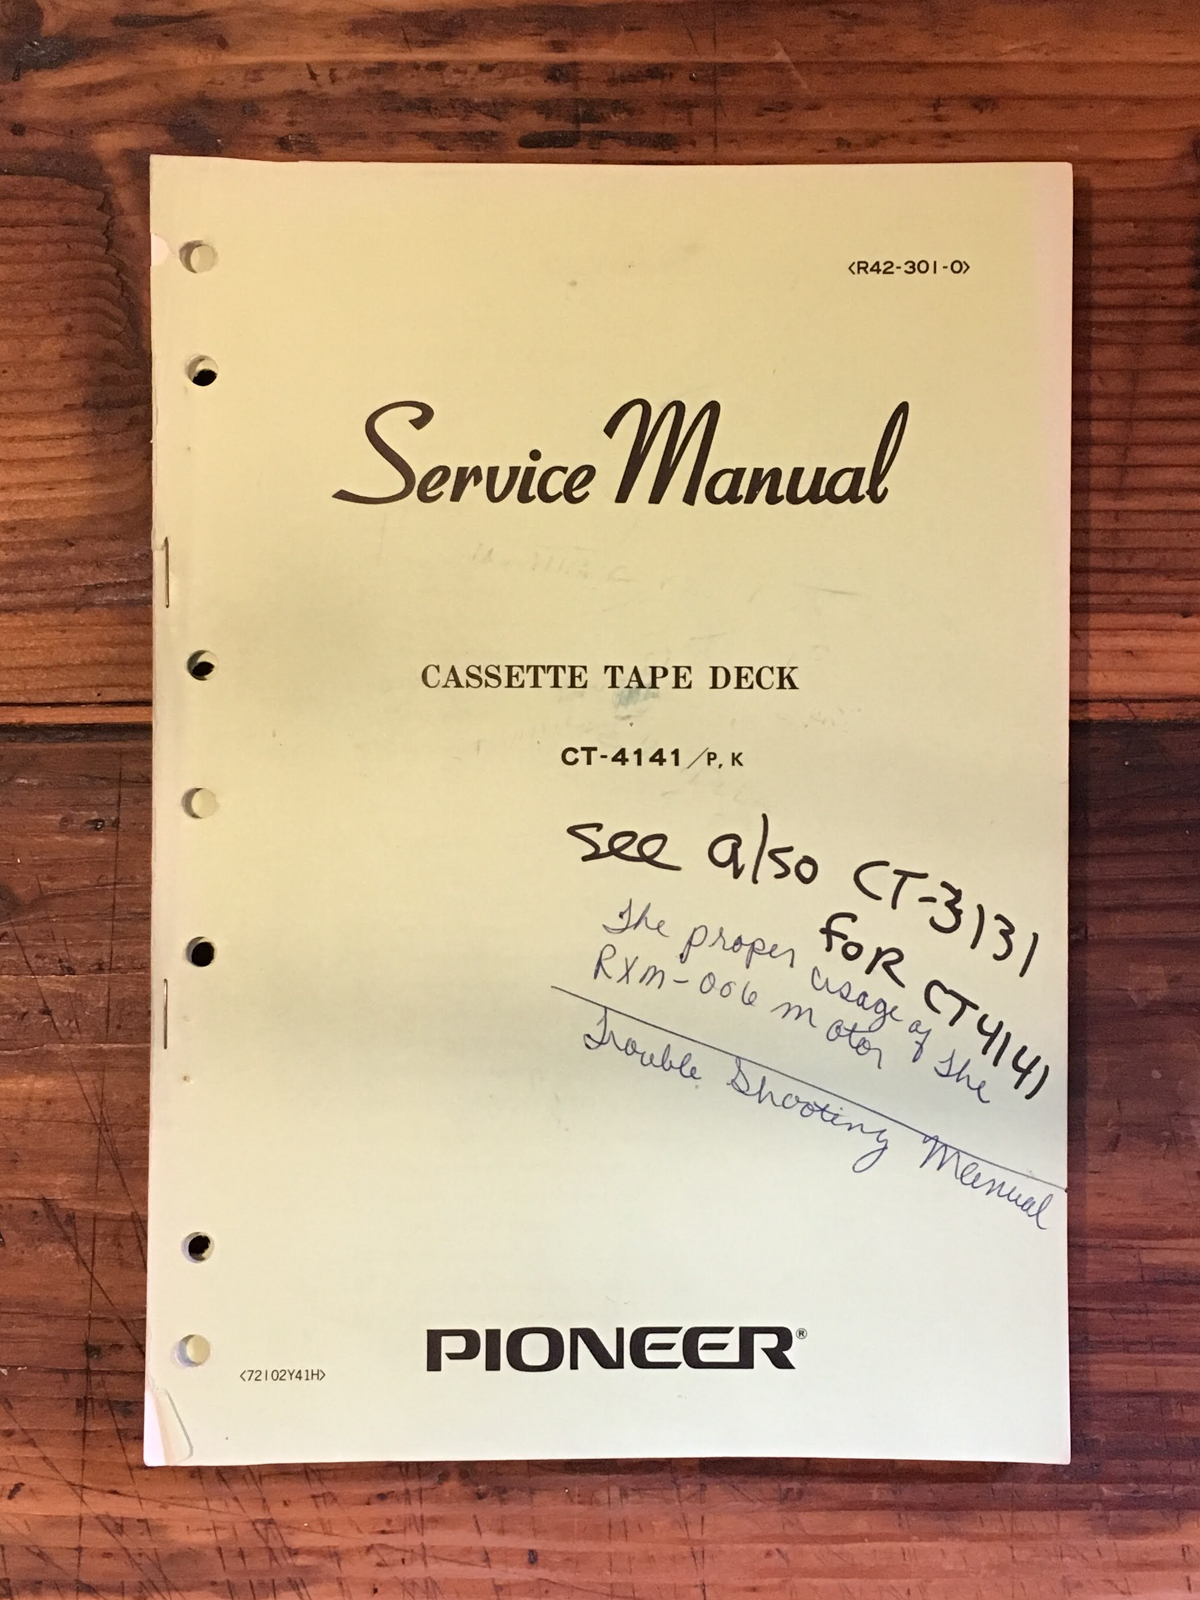 <R42-301-0>
Service Manual
CASSETTE TAPE DECK
CT-4141/P, K
see also CT-3131
FOR CT4141
The proper usage of the
RXM-006 motor
Trouble Shooting Manual
PIONEER®
<72102Y41H>